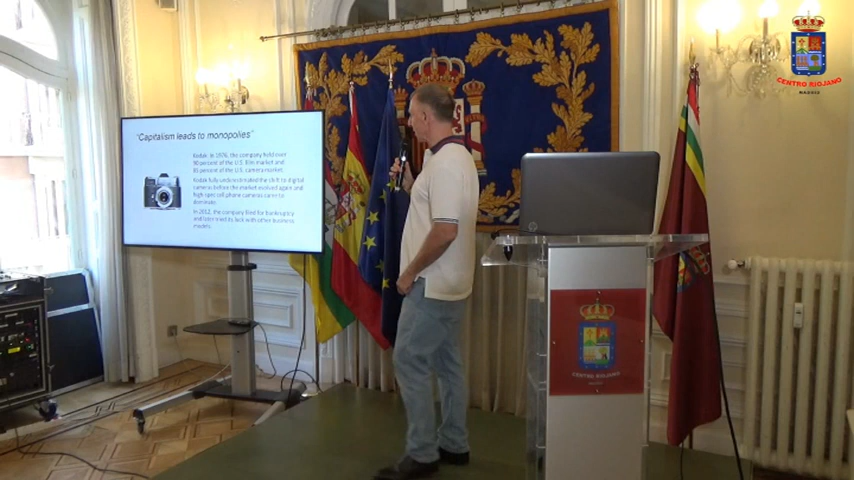 "Capitalism leads to monopolies"
Kodak: In 1976, the company held over
90 percent of the U.S. film market and
85 percent of the U.S. camera market.
Kodak fully underestimated the shift to digital
cameras before the market evolved again and
high-spec cell phone cameras came to
dominate.
In 2012, the company filed for bankruptcy
and later tried its luck with other business
models.
CENTRO RIOJANO
MADRID
CENTRO RIOJANO